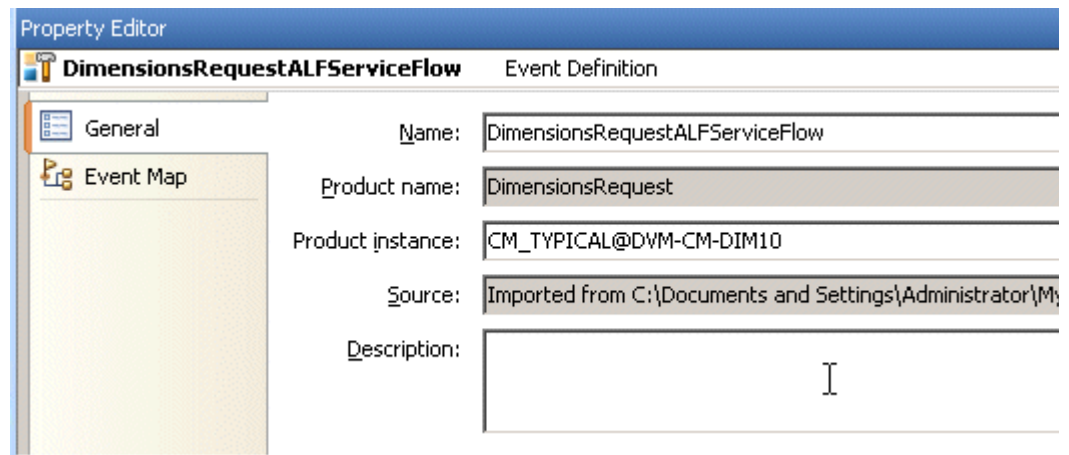 Property Editor
DimensionsRequestALFServiceFlow Event Definition
General
Event Map
Name: DimensionsRequestALFServiceFlow
Product name: DimensionsRequest
Product instance: CM_TYPICAL@DVM-CM-DIM10
Source: Imported from C:\Documents and Settings\Administrator\My
Description: